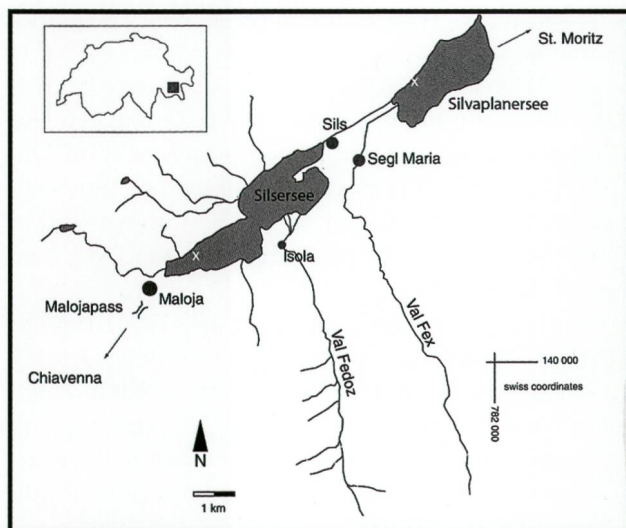 St. Moritz
X
Silvaplanersee
Sils
Segl Maria
Silsersee
X
Isola
Maloja
Malojapass
Chiavenna
Val Fedoz
Val Fex
140 000
swiss coordinates
782 000
N
1 km